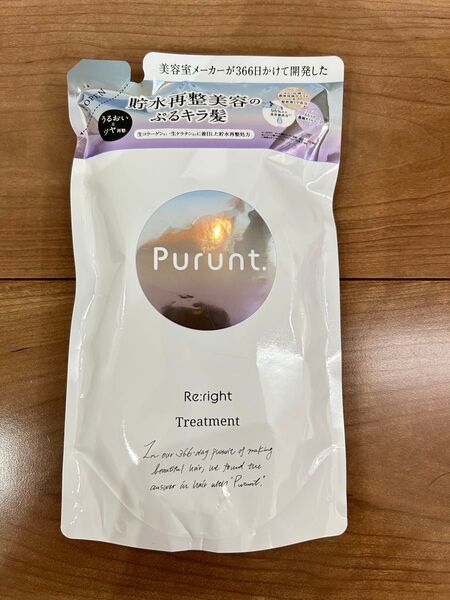 美容室メーカーが366日かけて開発した
OPEN
うるおい
ツヤ
貯水再整美容の
ぷるキラ髪
Purunt.
Re:right
Treatment
In our 366-day pursuit of making
beautiful hair, we found the
answer in hair with "Purunt."